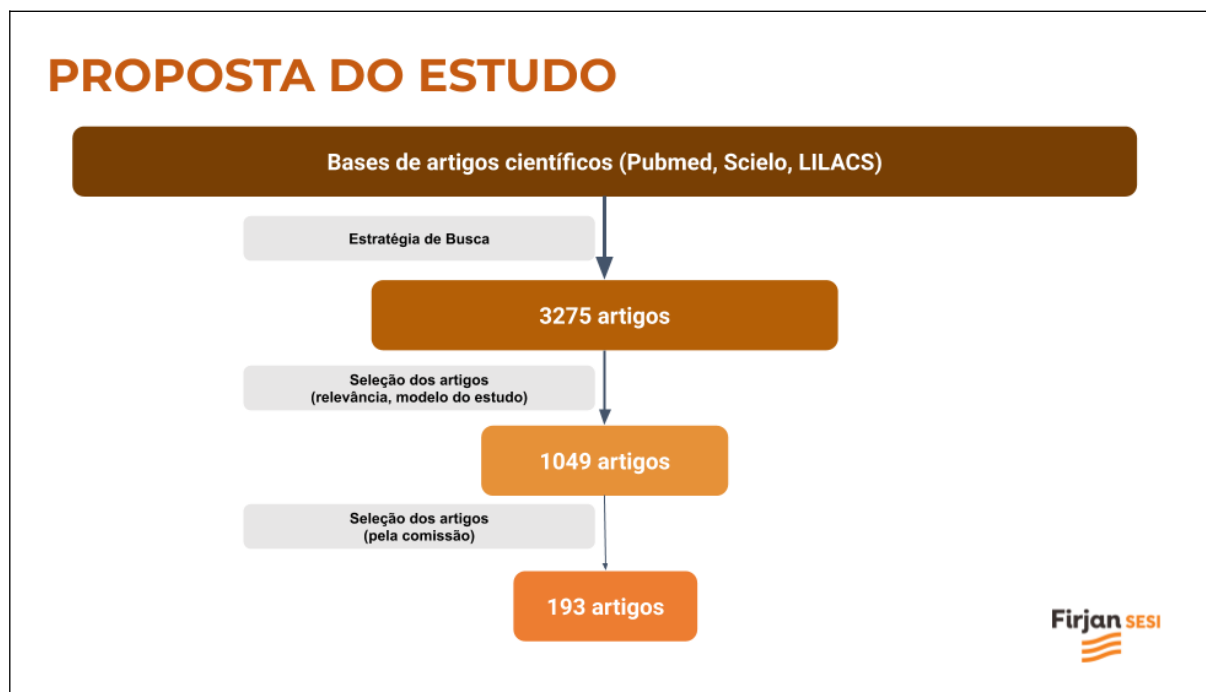 PROPOSTA DO ESTUDO
Bases de artigos científicos (Pubmed, Scielo, LILACS)
Estratégia de Busca
3275 artigos
Seleção dos artigos
(relevância, modelo do estudo)
1049 artigos
Seleção dos artigos
(pela comissão)
193 artigos
Firjan SESI